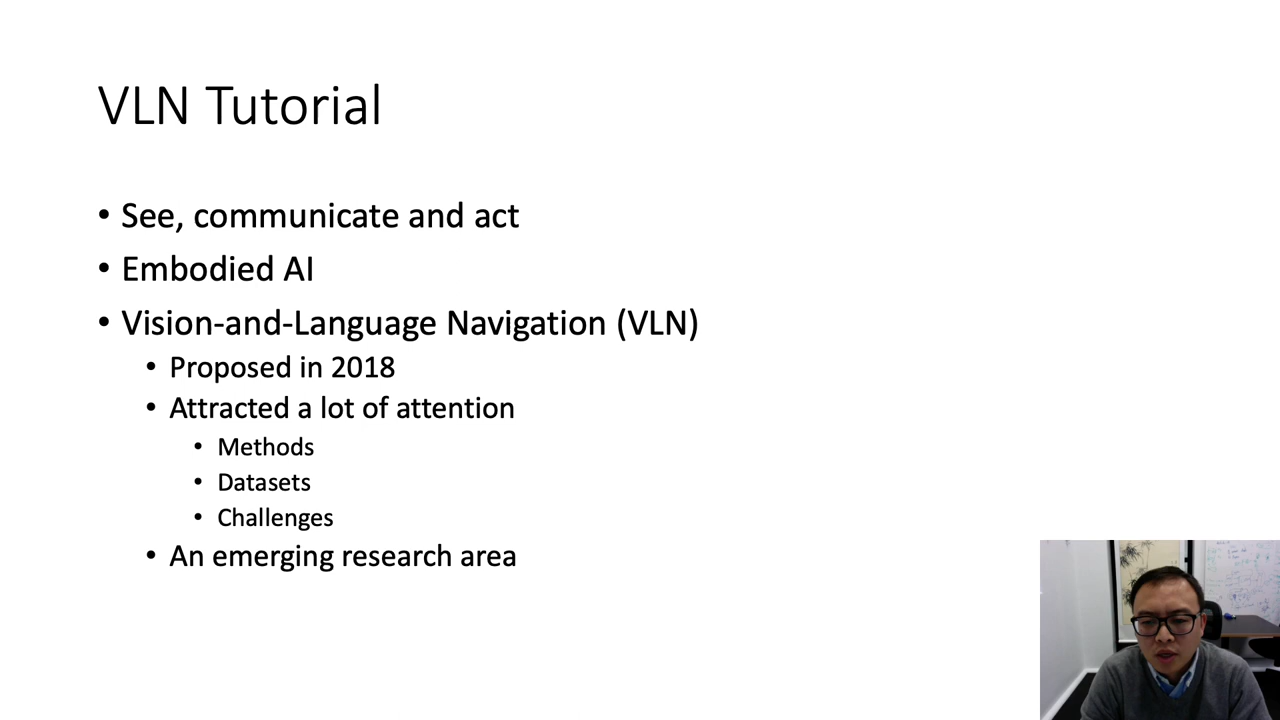 VLN Tutorial
• See, communicate and act
• Embodied AI
• Vision-and-Language Navigation (VLN)
• Proposed in 2018
• Attracted a lot of attention
• Methods
• Datasets
• Challenges
• An emerging research area